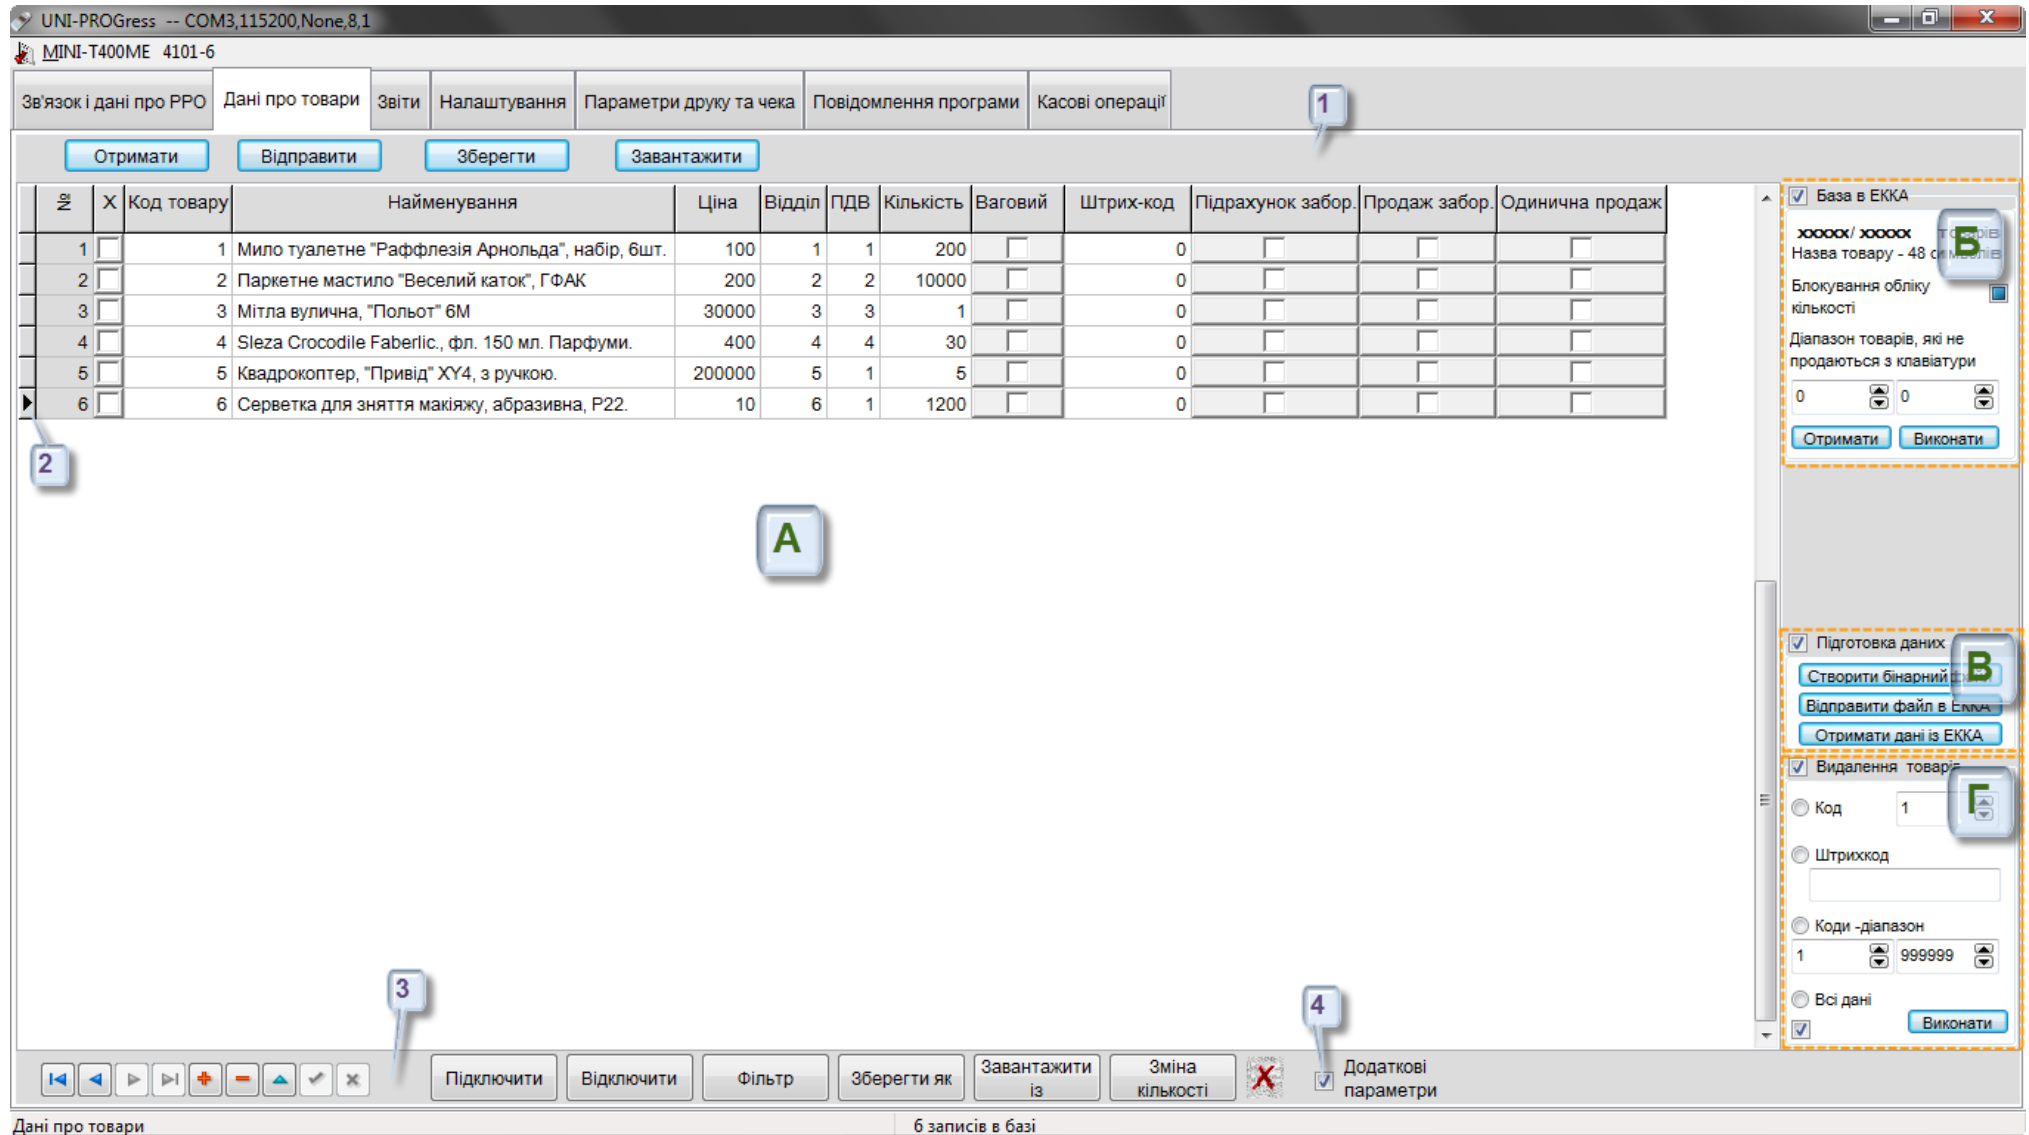 UNI-PROGress -- COM3,115200,None,8,1
MINI-T400ME 4101-6
Зв'язок і дані про РРО Дані про товари Звіти Налаштування Параметри друку та чека Повідомлення програми Касові операції
1
Отримати Відправити Зберегти Завантажити
№ X Код товару Найменування Ціна Відділ ПДВ Кількість Ваговий Штрих-код Підрахунок забор. Продаж забор. Одинична продаж
1 1 Мило туалетне "Раффлезія Арнольда", набір, 6шт. 100 1 1 200 0
2 2 Паркетне мастило "Веселий каток", ГФАК 200 2 2 10000 0
3 3 Мітла вулична, "Польот" 6М 30000 3 3 1 0
4 4 Sleza Crocodile Faberlic., фл. 150 мл. Парфуми. 400 4 4 30 0
5 5 Квадрокоптер, "Привід" XY4, з ручкою. 200000 5 1 5 0
6 6 Серветка для зняття макіяжу, абразивна, Р22. 10 6 1 1200 0
2
А
База в ЕККА
Б
xxxxx/ xxxxx товарів
Назва товару - 48 символів
Блокування обліку
кількості
Діапазон товарів, які не
продаються з клавіатури
0 0
Отримати Виконати
Підготовка даних
В
Створити бінарний
Відправити файл в ЕККА
Отримати дані із ЕККА
Видалення товарів
Г
Код 1
Штрихкод
Коди -діапазон
1 999999
Всі дані
Виконати
3
4
Підключити Відключити Фільтр Зберегти як Завантажити із Зміна кількості X Додаткові
параметри
Дані про товари 6 записів в базі